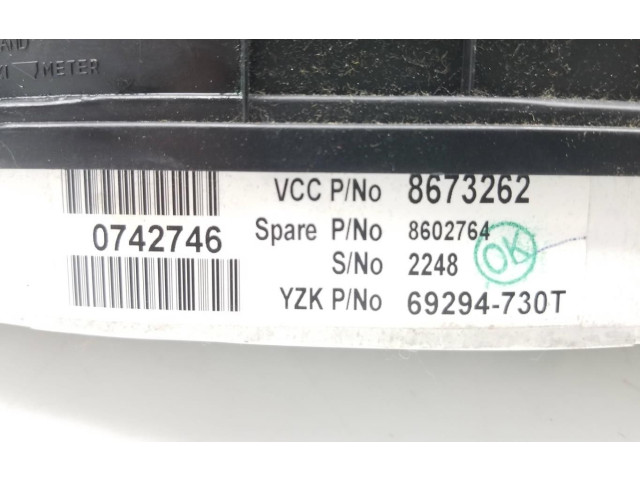 METER
VCC P/No 8673262
0742746
Spare P/No 8602764
OK
S/No 2248
YZK P/No 69294-730T